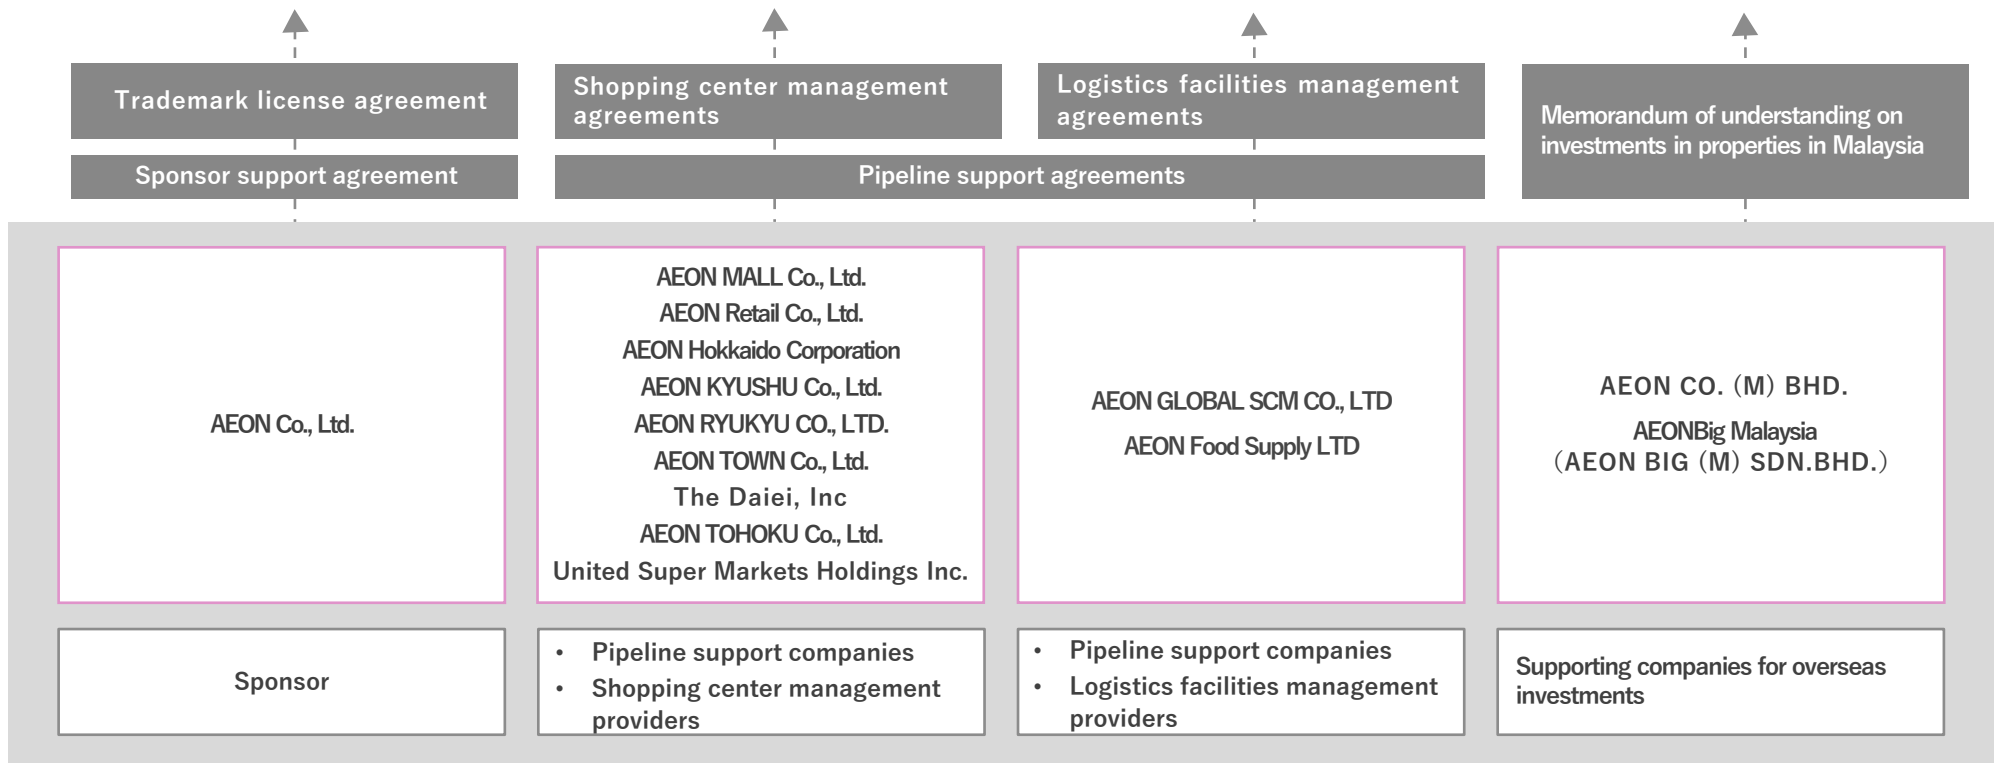 Trademark license agreement
Shopping center management
agreements
Logistics facilities management
agreements
Memorandum of understanding on
investments in properties in Malaysia
Sponsor support agreement
Pipeline support agreements
AEON Co., Ltd.
AEON MALL Co., Ltd.
AEON Retail Co., Ltd.
AEON Hokkaido Corporation
AEON KYUSHU Co., Ltd.
AEON RYUKYU CO., LTD.
AEON TOWN Co., Ltd.
The Daiei, Inc
AEON TOHOKU Co., Ltd.
United Super Markets Holdings Inc.
AEON GLOBAL SCM CO., LTD
AEON Food Supply LTD
AEON CO. (M) BHD.
AEONBig Malaysia
（AEON BIG (M) SDN.BHD.）
Sponsor
• Pipeline support companies
• Shopping center management
providers
• Pipeline support companies
• Logistics facilities management
providers
Supporting companies for overseas
investments